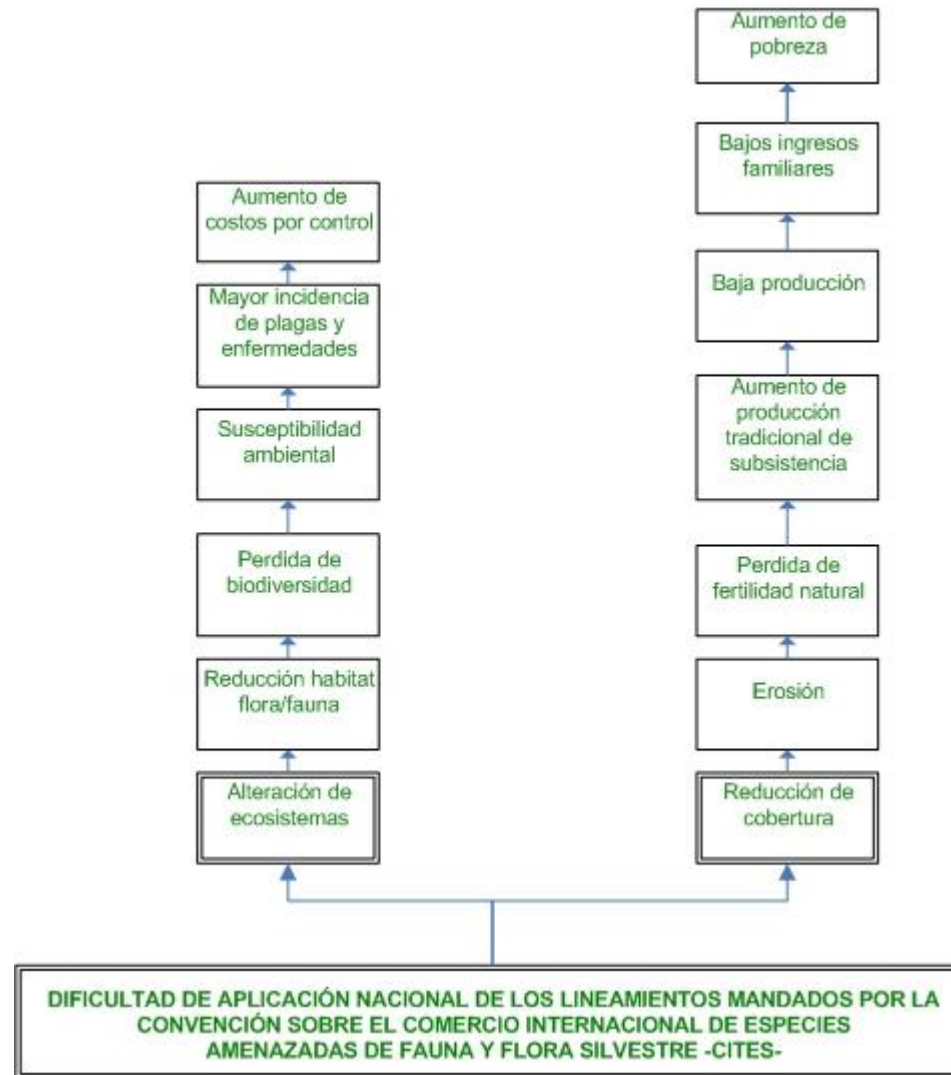 Aumento de
pobreza
Bajos ingresos
familiares
Aumento de
costos por control
Baja producción
Mayor incidencia
de plagas y
enfermedades
Aumento de
producción
tradicional de
subsistencia
Susceptibilidad
ambiental
Perdida de
biodiversidad
Perdida de
fertilidad natural
Reducción habitat
flora/fauna
Erosión
Alteración de
ecosistemas
Reducción de
cobertura
DIFICULTAD DE APLICACIÓN NACIONAL DE LOS LINEAMIENTOS MANDADOS POR LA
CONVENCIÓN SOBRE EL COMERCIO INTERNACIONAL DE ESPECIES
AMENAZADAS DE FAUNA Y FLORA SILVESTRE -CITES-